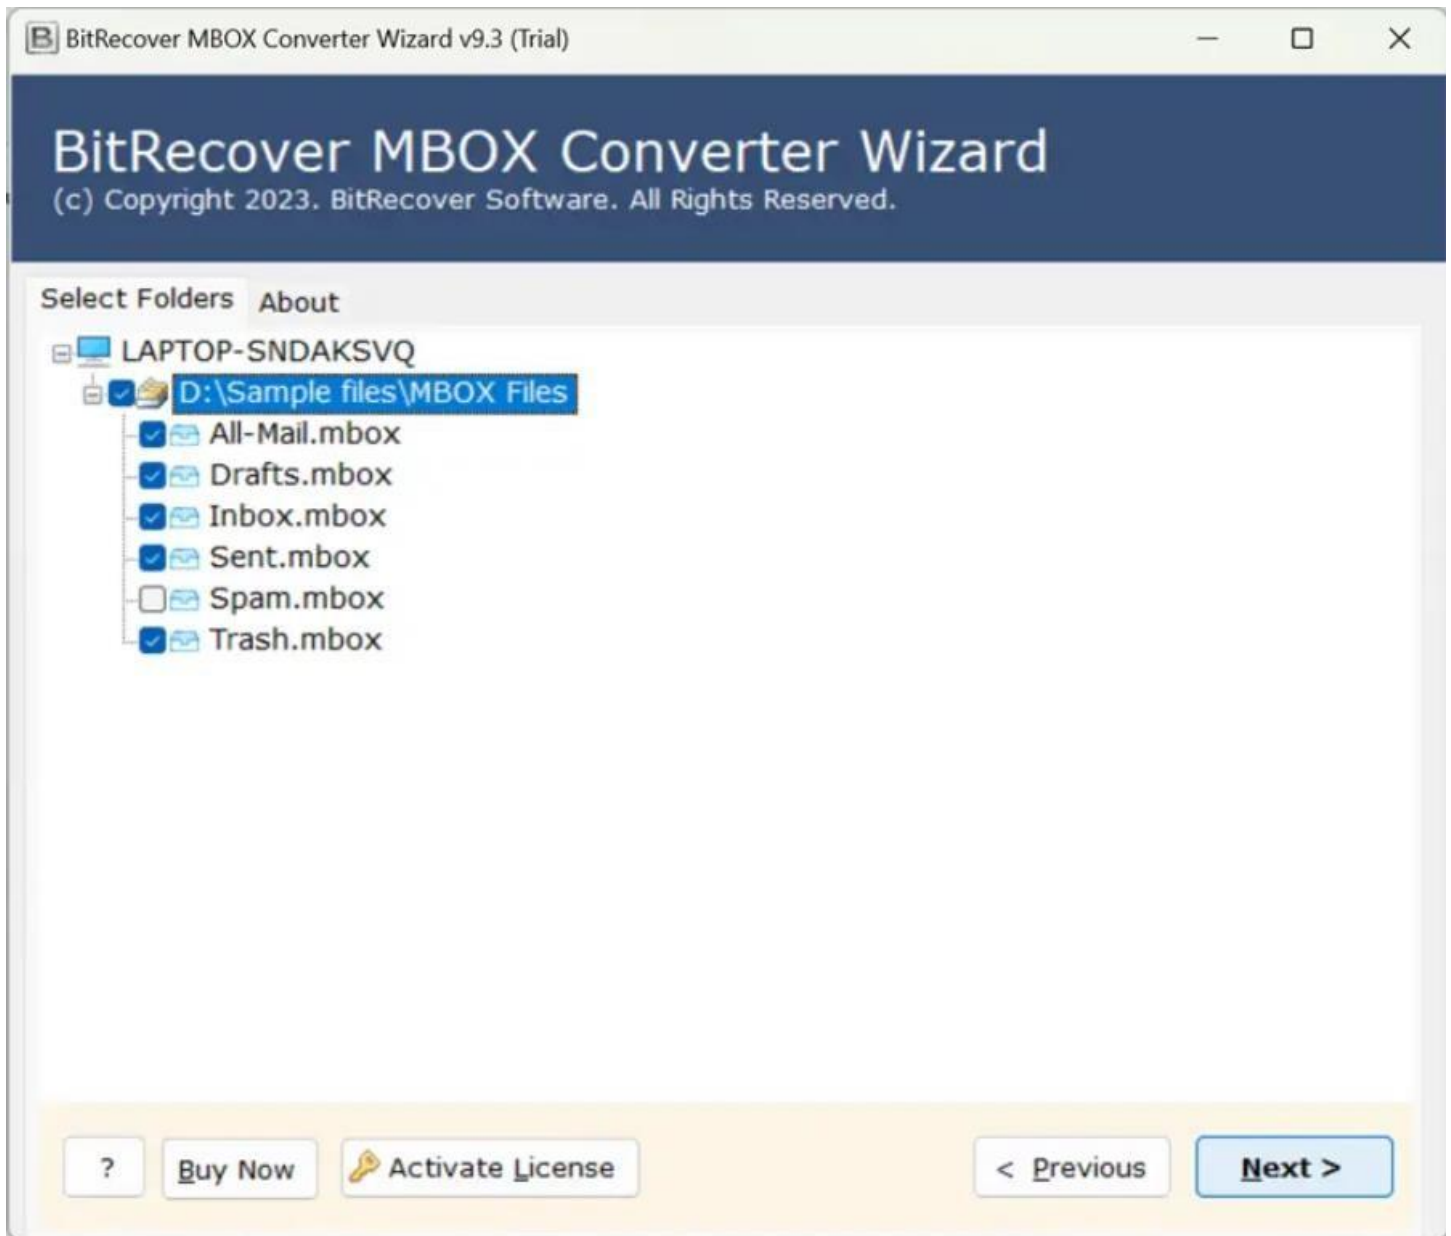 BitRecover MBOX Converter Wizard v9.3 (Trial)
BitRecover MBOX Converter Wizard
(c) Copyright 2023. BitRecover Software. All Rights Reserved.
Select Folders About
LAPTOP-SNDAKSVQ
D:\Sample files\MBOX Files
All-Mail.mbox
Drafts.mbox
Inbox.mbox
Sent.mbox
Spam.mbox
Trash.mbox
? Buy Now Activate License < Previous Next >